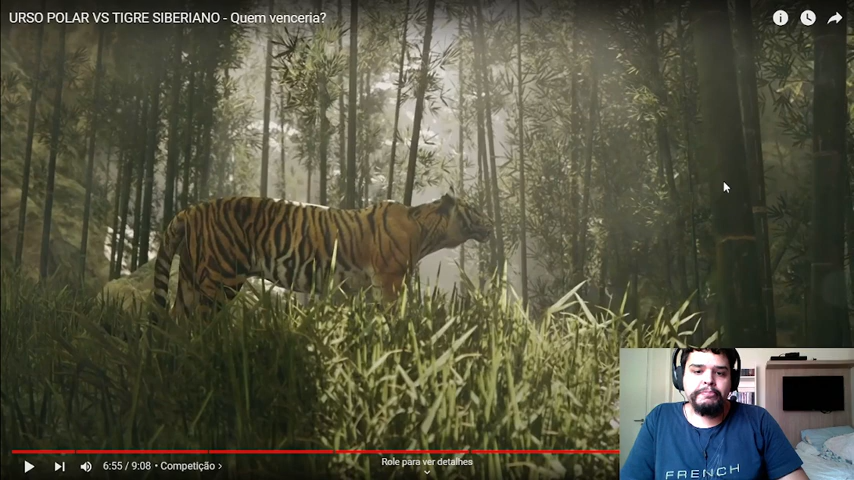 URSO POLAR VS TIGRE SIBERIANO - Quem venceria?
6:55 / 9:08 • Competição ›
Role para ver detalhes
FRENCH